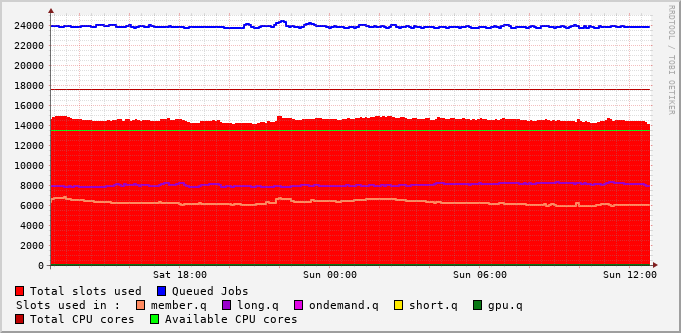 RRDTOOL / TOBI OETIKER
24000
22000
20000
18000
16000
14000
12000
10000
8000
6000
4000
2000
0
Sat 18:00 Sun 00:00 Sun 06:00 Sun 12:00
Total slots used Queued Jobs
Slots used in : member.q long.q ondemand.q short.q gpu.q
Total CPU cores Available CPU cores